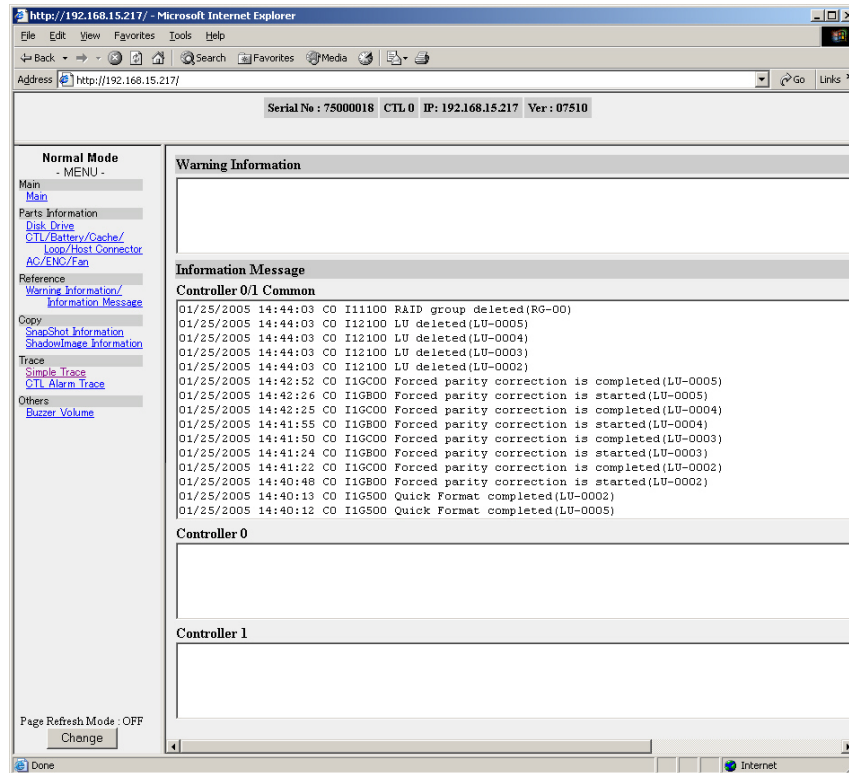 http://192.168.15.217/ - Microsoft Internet Explorer
File Edit View Favorites Tools Help
Back Search Favorites Media
Address http://192.168.15.217/ Go Links
Serial No : 75000018 CTL 0 IP: 192.168.15.217 Ver : 07510
Normal Mode
- MENU -
Main
Main
Parts Information
Disk Drive
CTL/Battery/Cache/
Loop/Host Connector
AC/ENC/Fan
Reference
Warning Information/
Information Message
Copy
SnapShot Information
ShadowImage Information
Trace
Simple Trace
CTL Alarm Trace
Others
Buzzer Volume
Page Refresh Mode : OFF
Change
Warning Information
Information Message
Controller 0/1 Common
01/25/2005 14:44:03 C0 I11100 RAID group deleted(RG-00)
01/25/2005 14:44:03 C0 I12100 LU deleted(LU-0005)
01/25/2005 14:44:03 C0 I12100 LU deleted(LU-0004)
01/25/2005 14:44:03 C0 I12100 LU deleted(LU-0003)
01/25/2005 14:44:03 C0 I12100 LU deleted(LU-0002)
01/25/2005 14:42:52 C0 I1GC00 Forced parity correction is completed(LU-0005)
01/25/2005 14:42:26 C0 I1GB00 Forced parity correction is started(LU-0005)
01/25/2005 14:42:25 C0 I1GC00 Forced parity correction is completed(LU-0004)
01/25/2005 14:41:55 C0 I1GB00 Forced parity correction is started(LU-0004)
01/25/2005 14:41:50 C0 I1GC00 Forced parity correction is completed(LU-0003)
01/25/2005 14:41:24 C0 I1GB00 Forced parity correction is started(LU-0003)
01/25/2005 14:41:22 C0 I1GC00 Forced parity correction is completed(LU-0002)
01/25/2005 14:40:48 C0 I1GB00 Forced parity correction is started(LU-0002)
01/25/2005 14:40:13 C0 I1G500 Quick Format completed(LU-0002)
01/25/2005 14:40:12 C0 I1G500 Quick Format completed(LU-0005)
Controller 0
Controller 1
Done Internet